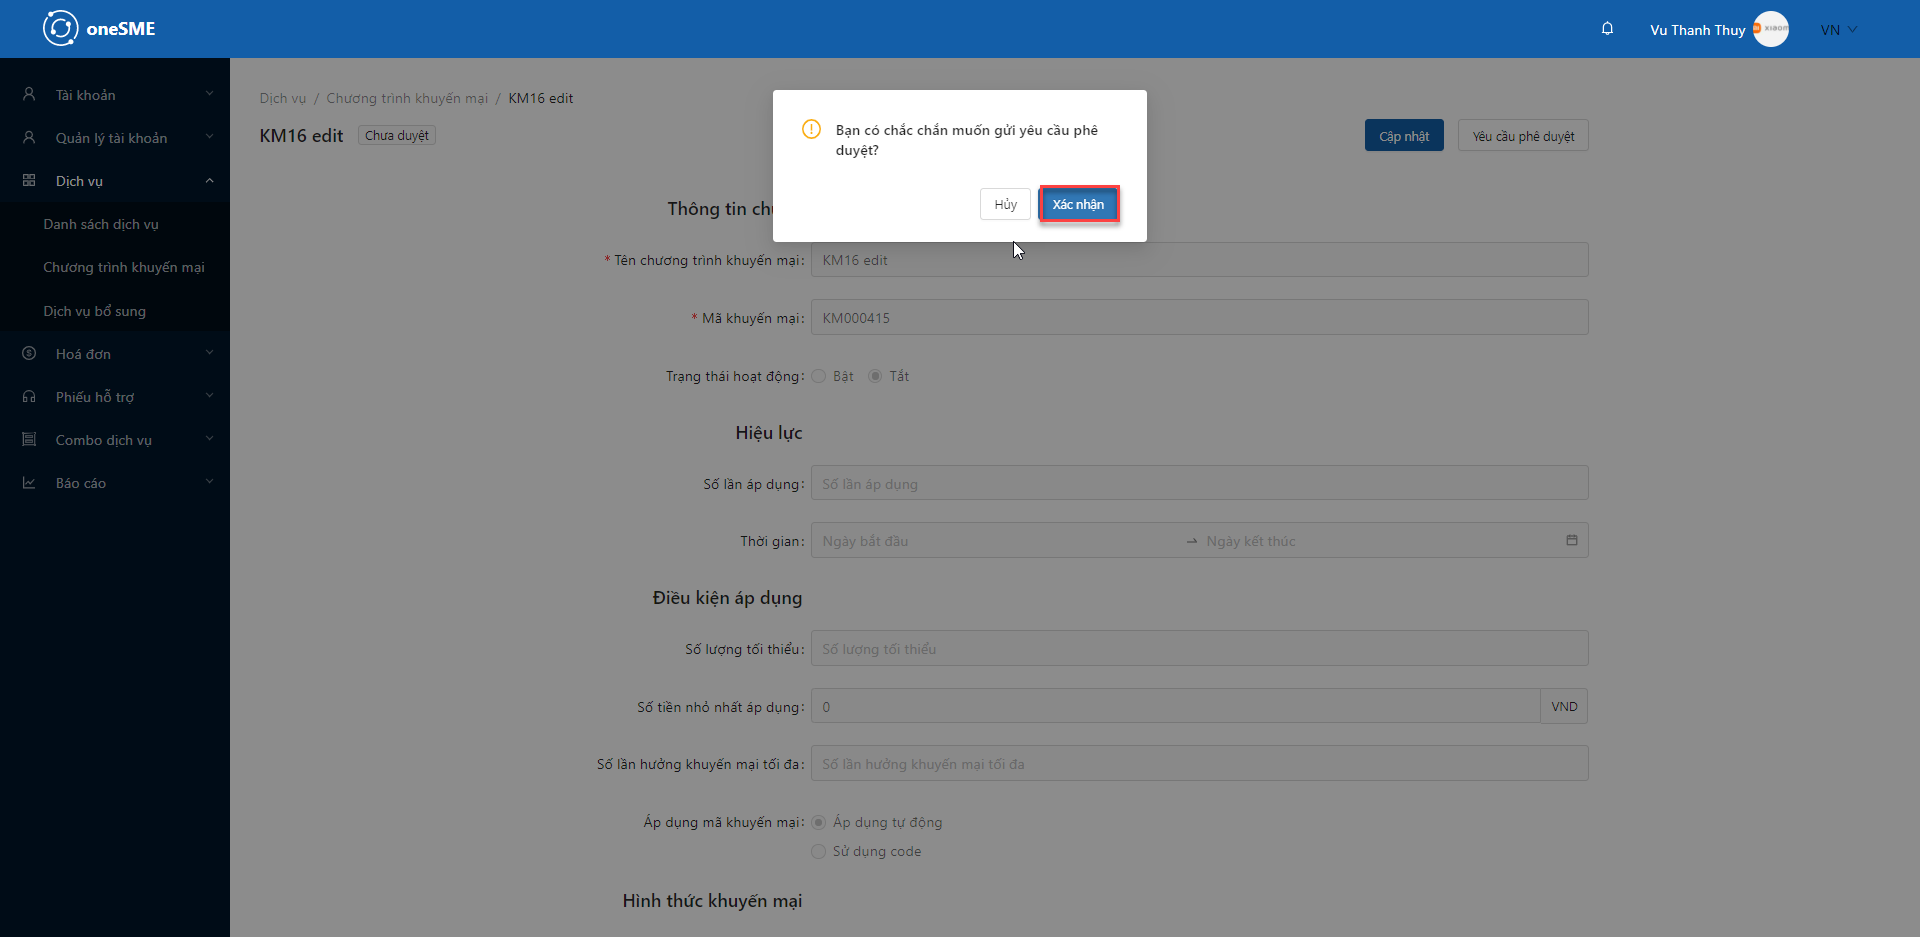 oneSME
Vu Thanh Thuy
VN
Tài khoản
Quản lý tài khoản
Dịch vụ
Danh sách dịch vụ
Chương trình khuyến mại
Dịch vụ bổ sung
Hoá đơn
Phiếu hỗ trợ
Combo dịch vụ
Báo cáo
Dịch vụ / Chương trình khuyến mại / KM16 edit
KM16 edit Chưa duyệt
Cập nhật Yêu cầu phê duyệt
Bạn có chắc chắn muốn gửi yêu cầu phê
duyệt?
Hủy Xác nhận
Thông tin
* Tên chương trình khuyến mại: KM16 edit
* Mã khuyến mại: KM000415
Trạng thái hoạt động: Bật Tắt
Hiệu lực
Số lần áp dụng: Số lần áp dụng
Thời gian: Ngày bắt đầu → Ngày kết thúc
Điều kiện áp dụng
Số lượng tối thiểu: Số lượng tối thiểu
Số tiền nhỏ nhất áp dụng: 0 VND
Số lần hưởng khuyến mại tối đa: Số lần hưởng khuyến mại tối đa
Áp dụng mã khuyến mại: Áp dụng tự động
Sử dụng code
Hình thức khuyến mại